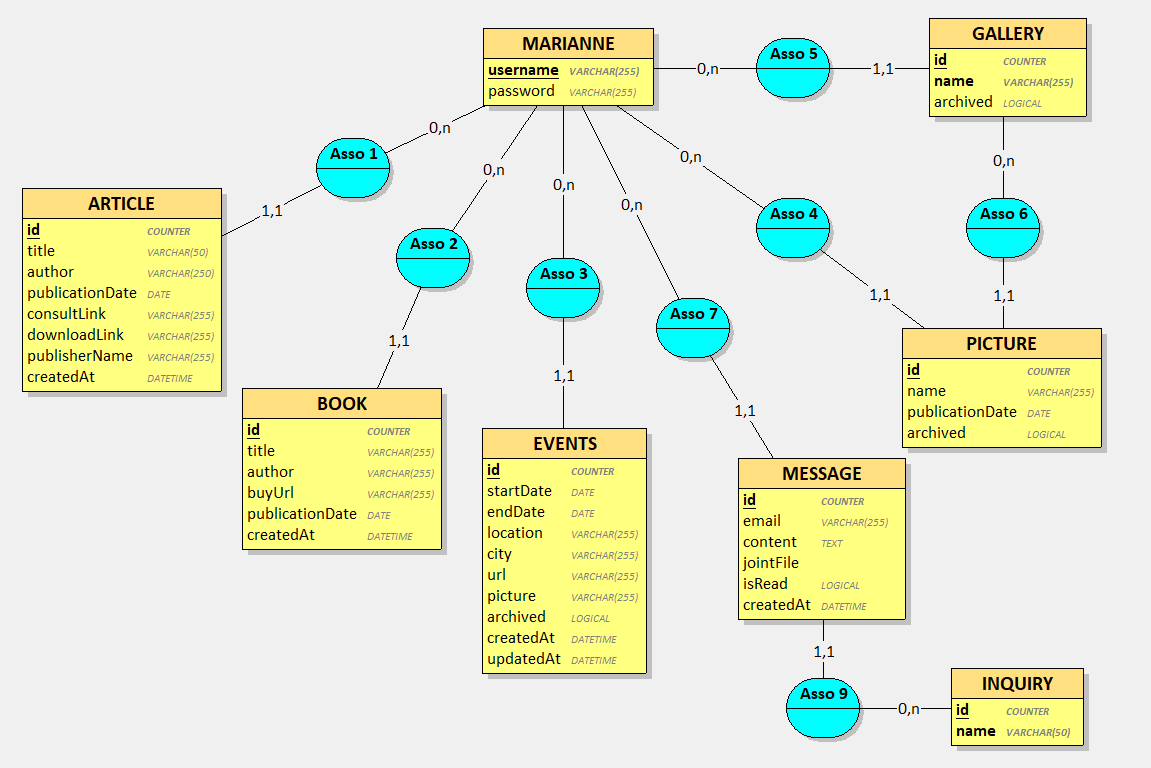 MARIANNE
username VARCHAR(255)
password VARCHAR(255)
0,n
Asso 5
1,1
GALLERY
id COUNTER
name VARCHAR(255)
archived LOGICAL
0,n
Asso 1
1,1
0,n
Asso 2
1,1
0,n
Asso 3
1,1
0,n
Asso 7
1,1
0,n
Asso 4
1,1
0,n
Asso 6
1,1
ARTICLE
id COUNTER
title VARCHAR(50)
author VARCHAR(250)
publicationDate DATE
consultLink VARCHAR(255)
downloadLink VARCHAR(255)
publisherName VARCHAR(255)
createdAt DATETIME
BOOK
id COUNTER
title VARCHAR(255)
author VARCHAR(255)
buyUrl VARCHAR(255)
publicationDate DATE
createdAt DATETIME
EVENTS
id COUNTER
startDate DATE
endDate DATE
location VARCHAR(255)
city VARCHAR(255)
url VARCHAR(255)
picture VARCHAR(255)
archived LOGICAL
createdAt DATETIME
updatedAt DATETIME
PICTURE
id COUNTER
name VARCHAR(255)
publicationDate DATE
archived LOGICAL
MESSAGE
id COUNTER
email VARCHAR(255)
content TEXT
jointFile
isRead LOGICAL
createdAt DATETIME
1,1
Asso 9
0,n
INQUIRY
id COUNTER
name VARCHAR(50)